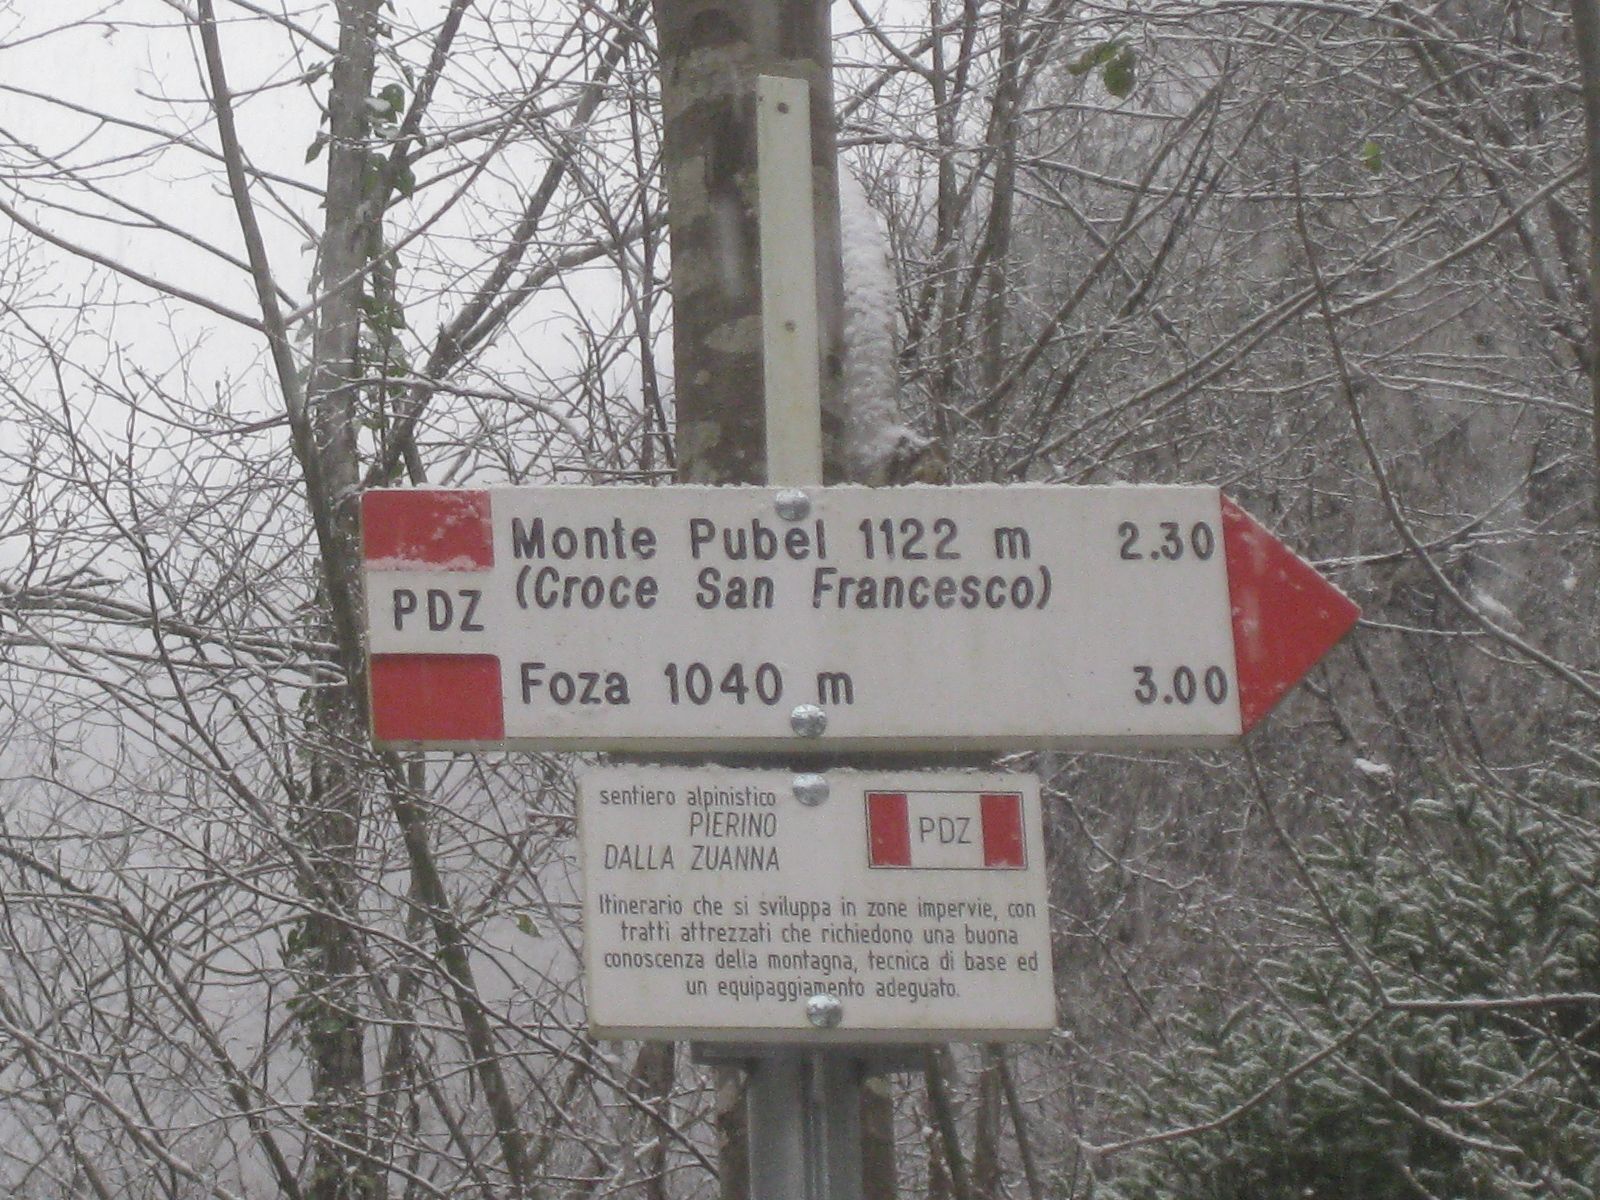 Monte Pubel 1122 m 2.30
(Croce San Francesco)
PDZ
Foza 1040 m 3.00
sentiero alpinistico
PIERINO
DALLA ZUANNA
PDZ
Itinerario che si sviluppa in zone impervie, con
tratti attrezzati che richiedono una buona
conoscenza della montagna, tecnica di base ed
un equipaggiamento adeguato.